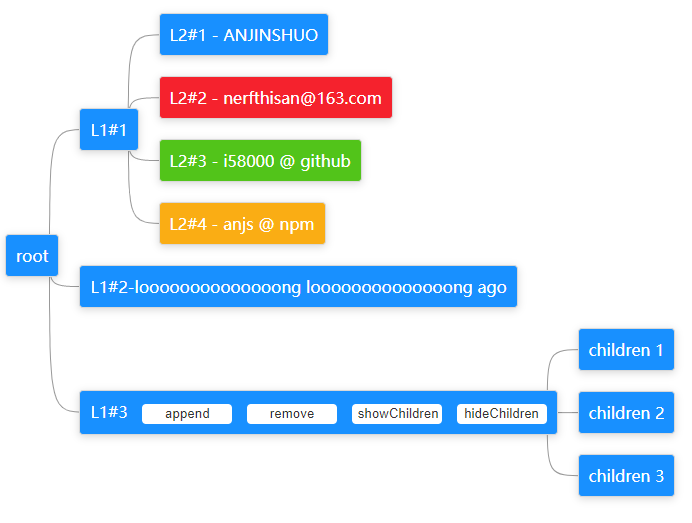 L2#1 - ANJINSHUO
L2#2 - nerfthisan@163.com
L1#1
L2#3 - i58000 @ github
L2#4 - anjs @ npm
root
L1#2-looooooooooooooong looooooooooooooong ago
children 1
L1#3 append remove showChildren hideChildren
children 2
children 3